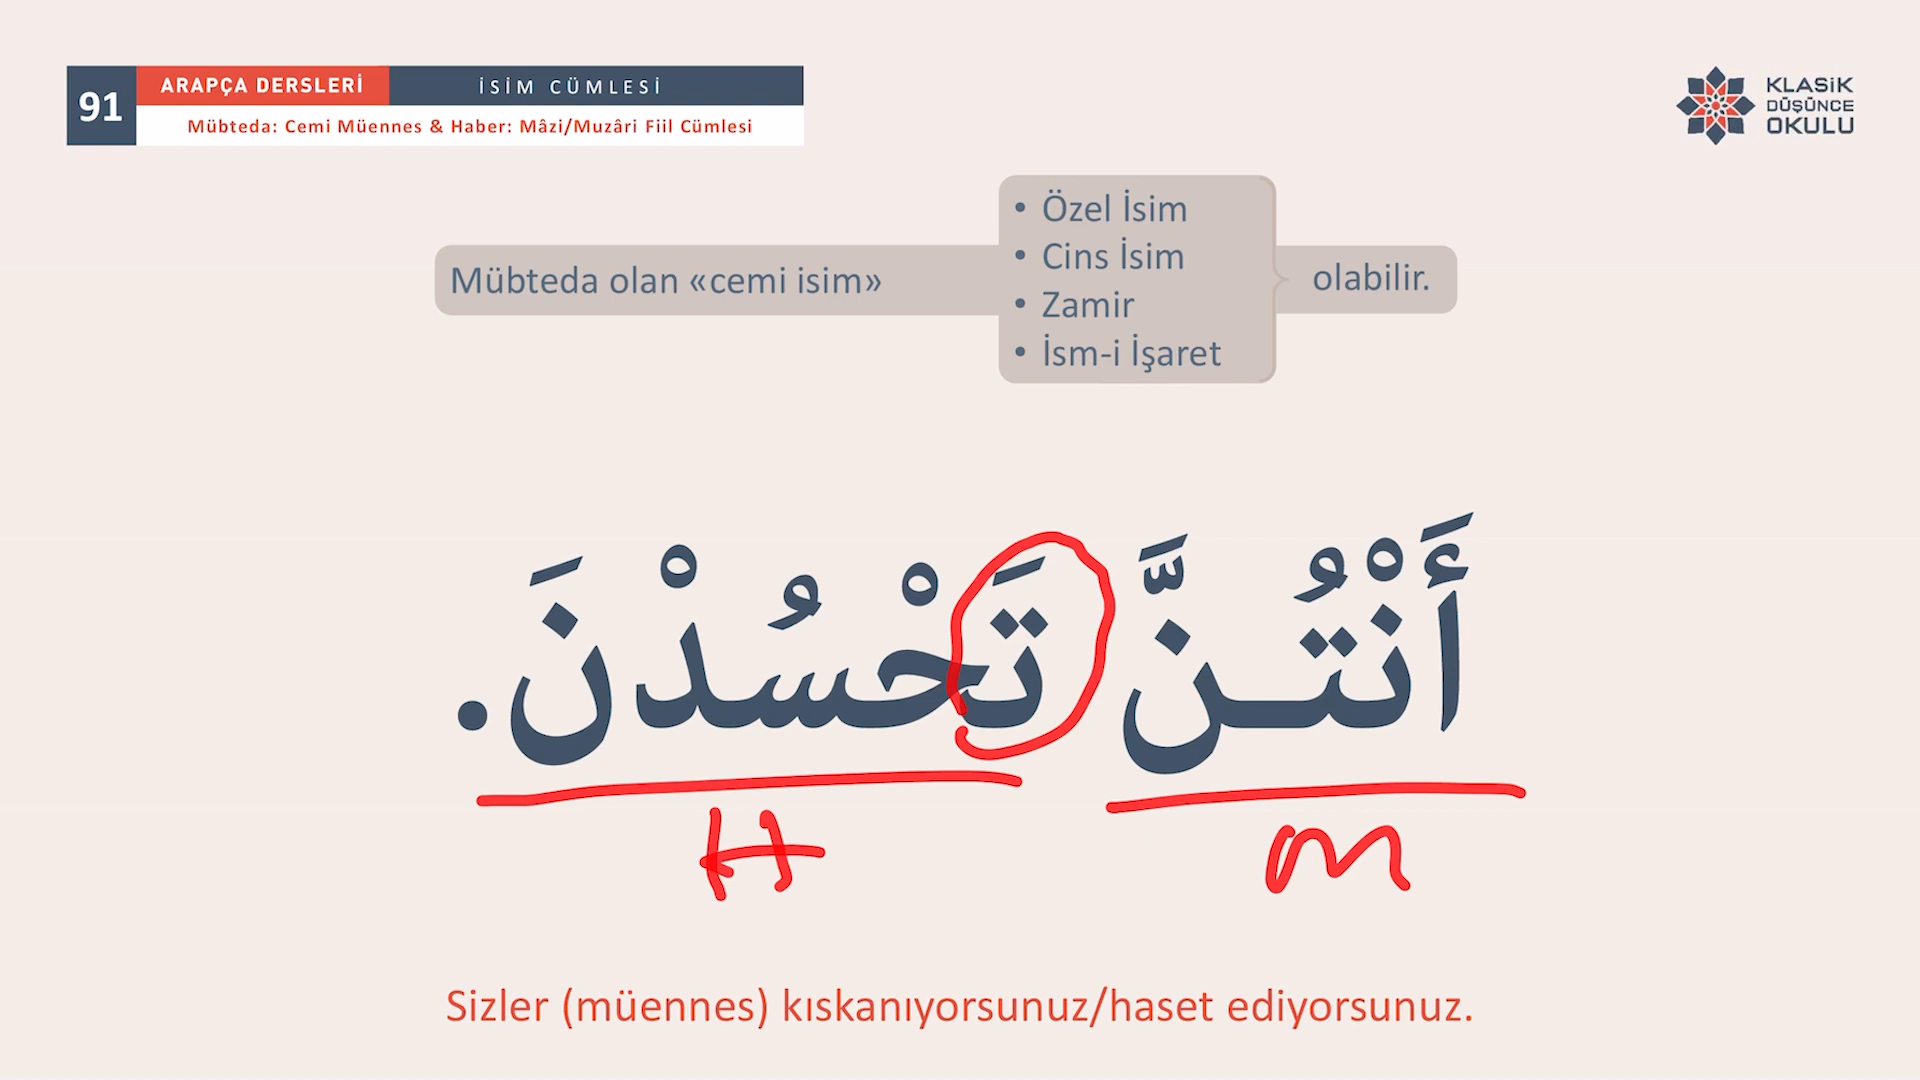 91
ARAPÇA DERSLERİ
İSİM CÜMLESİ
Mübteda: Cemi Müennes & Haber: Mâzi/Muzâri Fiil Cümlesi
KLASİK
DÜŞÜNCE
OKULU
Mübteda olan «cemi isim»
• Özel İsim
• Cins İsim
• Zamir
• İsm-i İşaret
olabilir.
أَنْتُـنَّ تَحْسُدْنَ.
H
M
Sizler (müennes) kıskanıyorsunuz/haset ediyorsunuz.